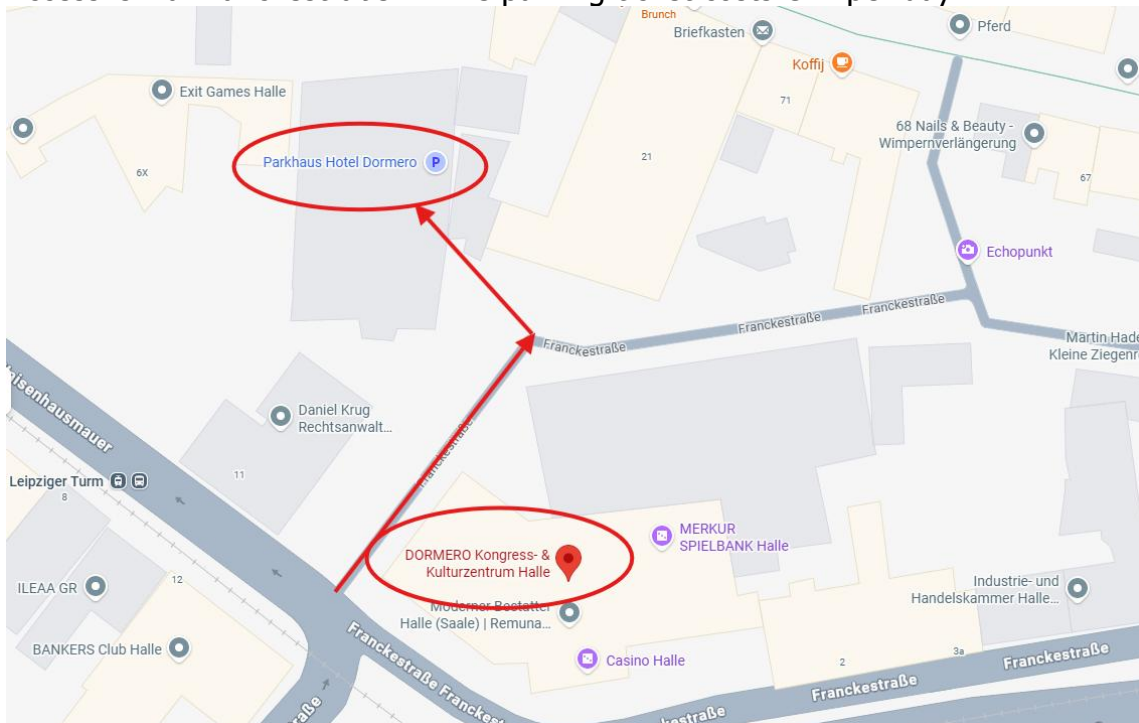 Brunch
Briefkasten
Pferd
Koffij
Exit Games Halle
71
68 Nails & Beauty -
Wimpernverlängerung
Parkhaus Hotel Dormero
P
21
6X
67
Echopunkt
Franckestraße
Franckestraße
Franckestraße
Martin Hade
Kleine Ziegenr
Daniel Krug
Rechtsanwalt...
Franckestraße
Leipziger Turm
8
11
MERKUR
SPIELBANK Halle
DORMERO Kongress- &
Kulturzentrum Halle
ILEAA GR
12
Industrie- und
Handelskammer Halle...
Moderner Bestatter
Halle (Saale) | Remuna...
BANKERS Club Halle
Casino Halle
2
3a
Franckestraße
Franckestraße
Franckestraße